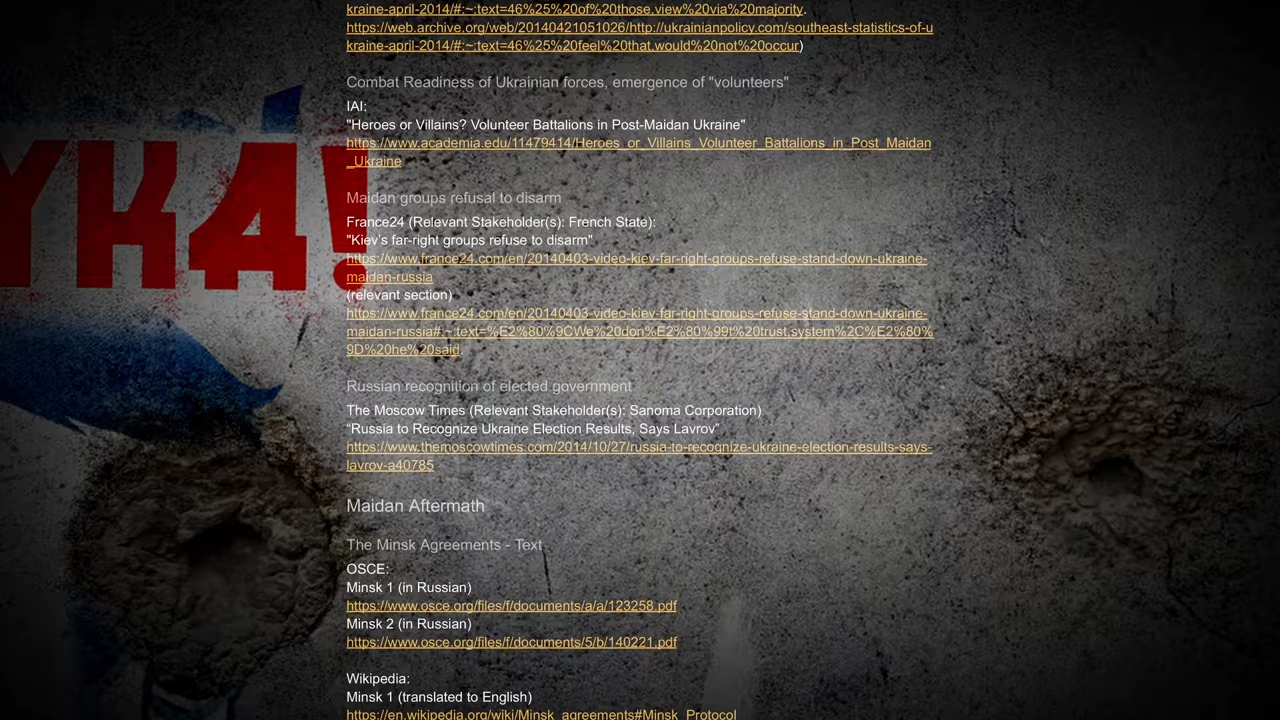 kraine-april-2014/#:~:text=46%25%20of%20those,view%20via%20majority.
https://web.archive.org/web/20140421051026/http://ukrainianpolicy.com/southeast-statistics-of-u
kraine-april-2014/#:~:text=46%25%20feel%20that,would%20not%20occur)
Combat Readiness of Ukrainian forces, emergence of "volunteers"
IAI:
"Heroes or Villains? Volunteer Battalions in Post-Maidan Ukraine"
https://www.academia.edu/11479414/Heroes_or_Villains_Volunteer_Battalions_in_Post_Maidan
_Ukraine
УКА!
Maidan groups refusal to disarm
France24 (Relevant Stakeholder(s): French State):
"Kiev's far-right groups refuse to disarm"
https://www.france24.com/en/20140403-video-kiev-far-right-groups-refuse-stand-down-ukraine-
maidan-russia
(relevant section)
https://www.france24.com/en/20140403-video-kiev-far-right-groups-refuse-stand-down-ukraine-
maidan-russia#:~:text=%E2%80%9CWe%20don%E2%80%99t%20trust,system%2C%E2%80%
9D%20he%20said.
Russian recognition of elected government
The Moscow Times (Relevant Stakeholder(s): Sanoma Corporation)
“Russia to Recognize Ukraine Election Results, Says Lavrov”
https://www.themoscowtimes.com/2014/10/27/russia-to-recognize-ukraine-election-results-says-
lavrov-a40785
Maidan Aftermath
The Minsk Agreements - Text
OSCE:
Minsk 1 (in Russian)
https://www.osce.org/files/f/documents/a/a/123258.pdf
Minsk 2 (in Russian)
https://www.osce.org/files/f/documents/5/b/140221.pdf
Wikipedia:
Minsk 1 (translated to English)
https://en.wikipedia.org/wiki/Minsk_agreements#Minsk_Protocol